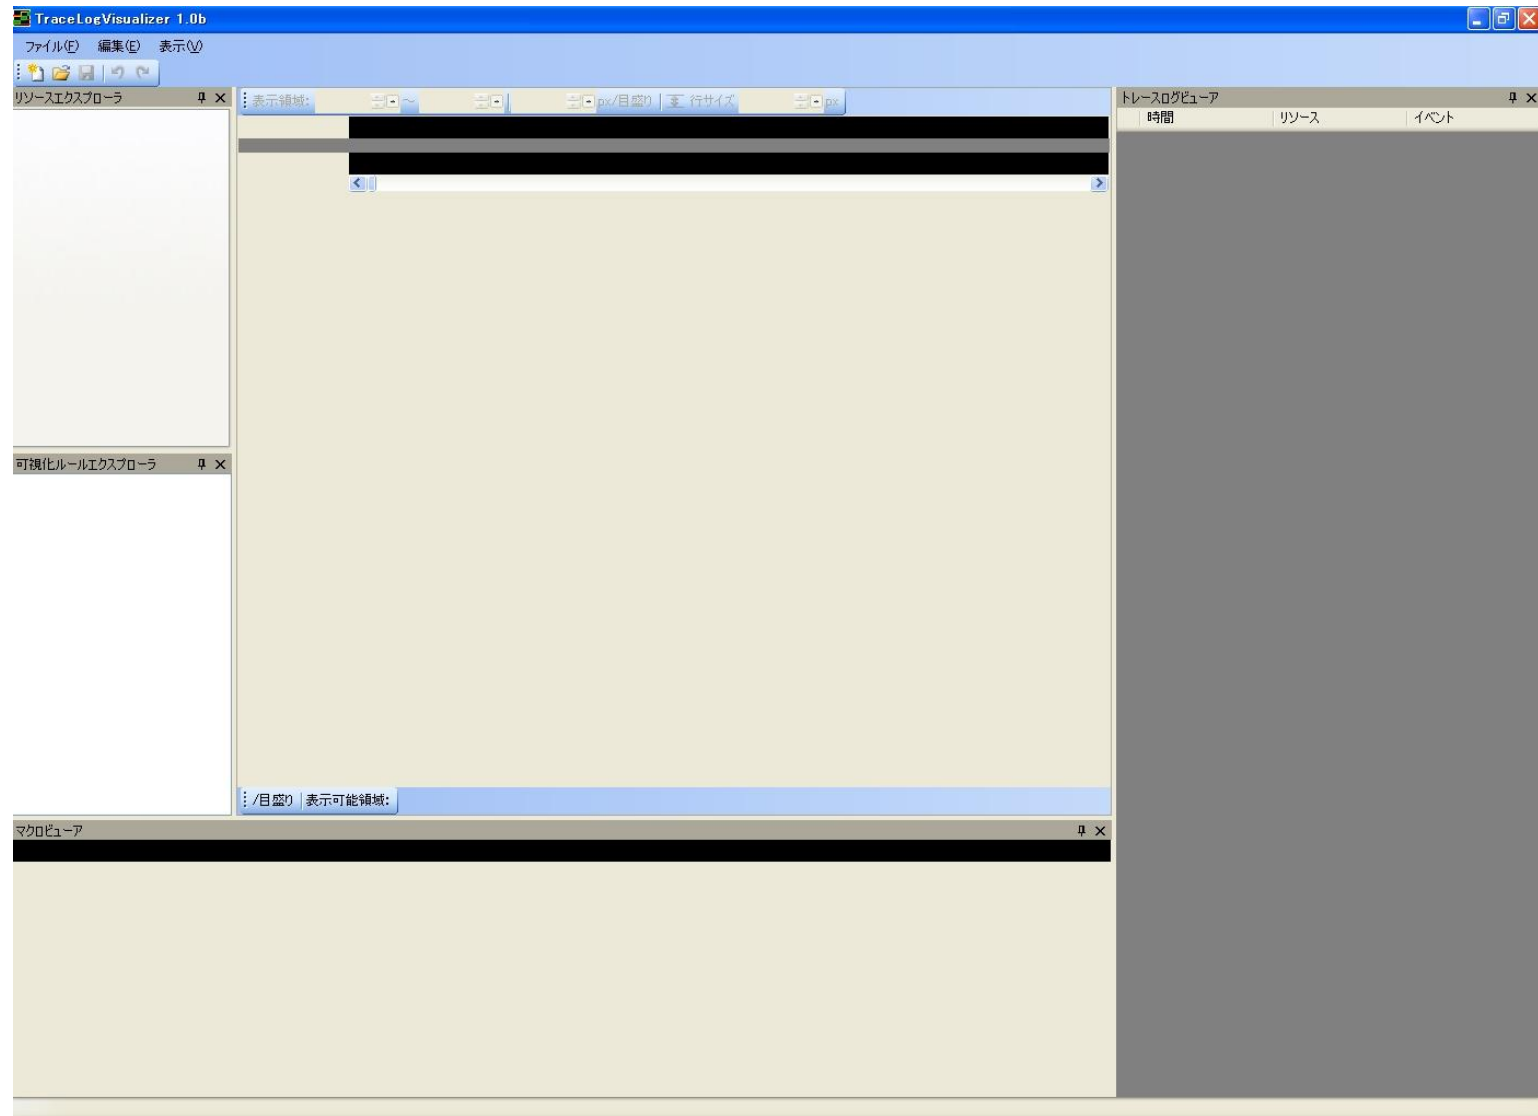 TraceLogVisualizer 1.0b
ファイル(F) 編集(E) 表示(V)
リソースエクスプローラ
表示領域: ～ px/目盛り 行サイズ px
トレースログビューア
時間 リソース イベント
可視化ルールエクスプローラ
/目盛り 表示可能領域:
マクロビューア